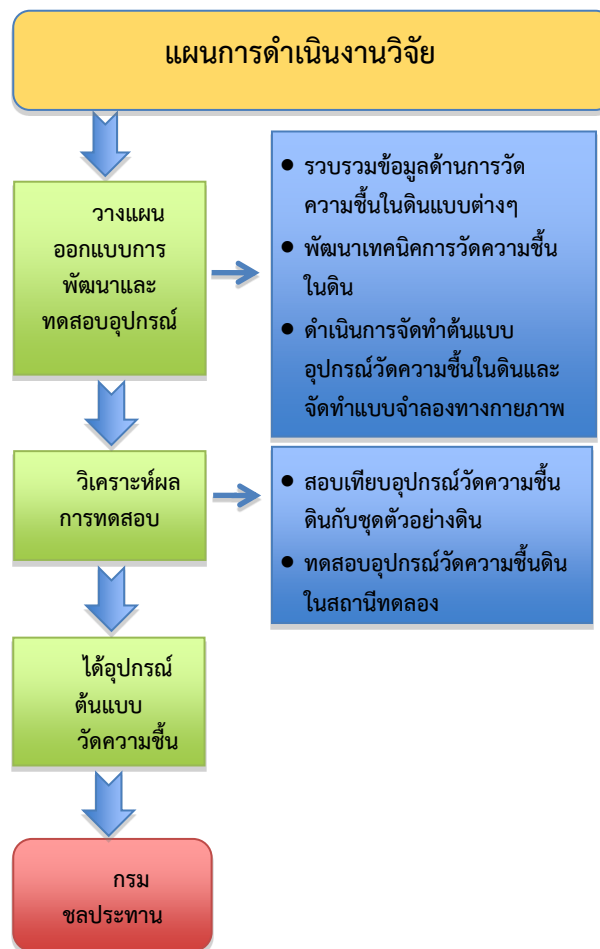 แผนการดำเนินงานวิจัย
วางแผน
ออกแบบการ
พัฒนาและ
ทดสอบอุปกรณ์
● รวบรวมข้อมูลด้านการวัด
ความชื้นในดินแบบต่างๆ
● พัฒนาเทคนิคการวัดความชื้น
ในดิน
● ดำเนินการจัดทำต้นแบบ
อุปกรณ์วัดความชื้นในดินและ
จัดทำแบบจำลองทางกายภาพ
วิเคราะห์ผล
การทดสอบ
● สอบเทียบอุปกรณ์วัดความชื้น
ดินกับชุดตัวอย่างดิน
● ทดสอบอุปกรณ์วัดความชื้นดิน
ในสถานีทดลอง
ได้อุปกรณ์
ต้นแบบ
วัดความชื้น
กรม
ชลประทาน